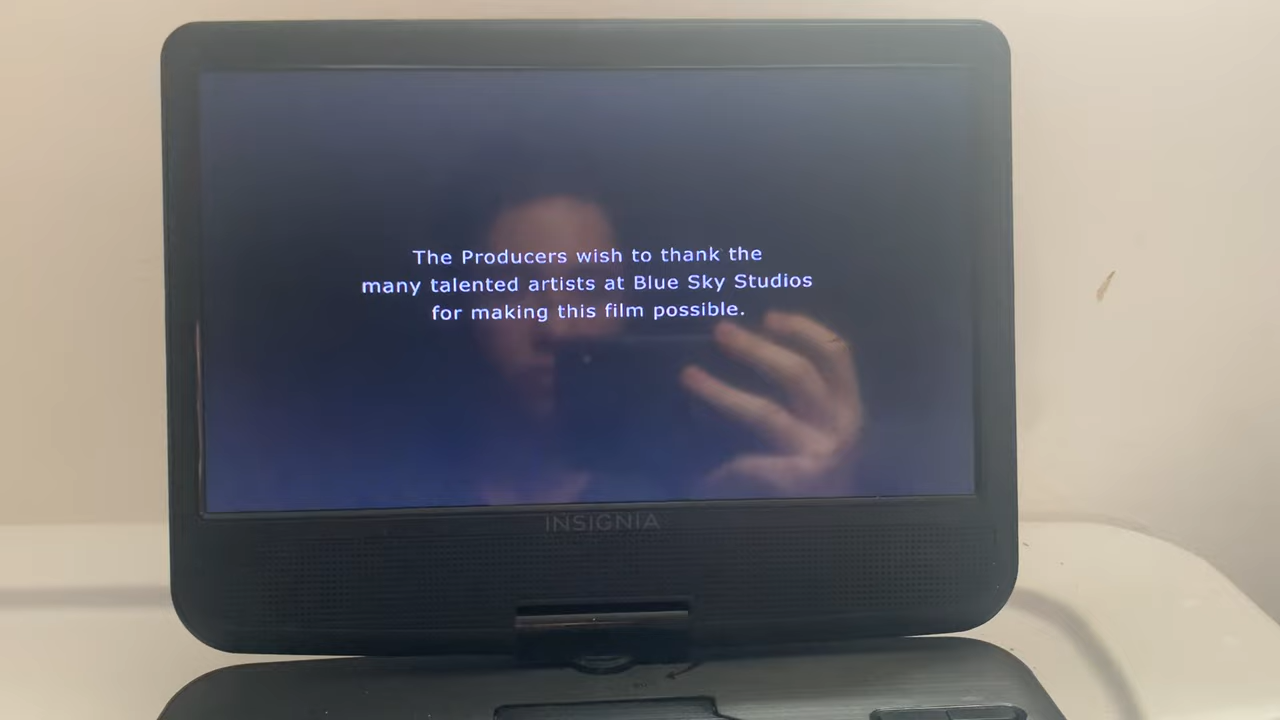 The Producers wish to thank the
many talented artists at Blue Sky Studios
for making this film possible.
INSIGNIA